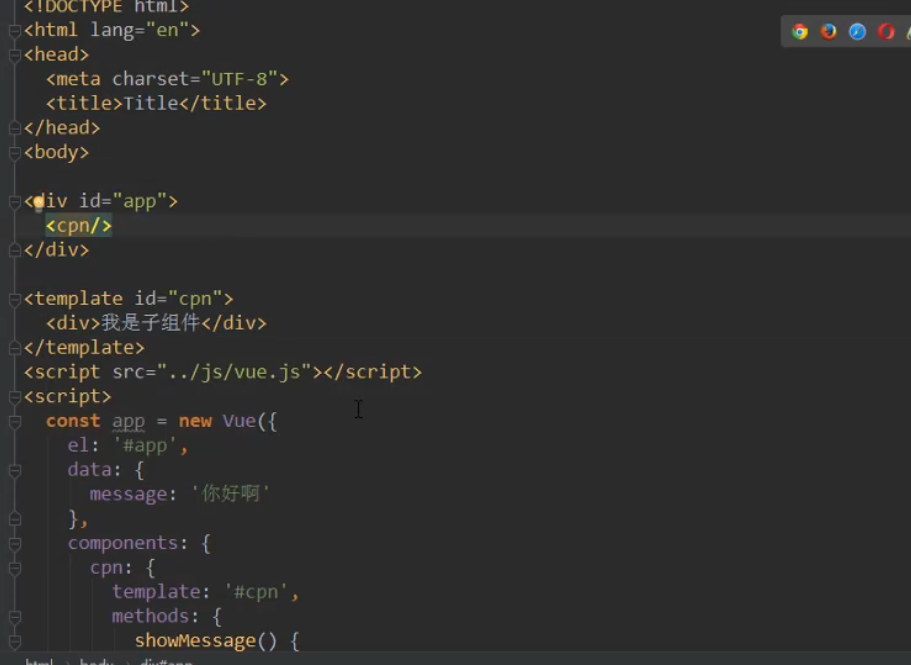 <!DOCTYPE html>
<html lang="en">
<head>
<meta charset="UTF-8">
<title>Title</title>
</head>
<body>
<div id="app">
<cpn/>
</div>
<template id="cpn">
<div>我是子组件</div>
</template>
<script src="../js/vue.js"></script>
<script>
const app = new Vue({
el: '#app',
data: {
message: '你好啊'
},
components: {
cpn: {
template: '#cpn',
methods: {
showMessage() {
html body div#app